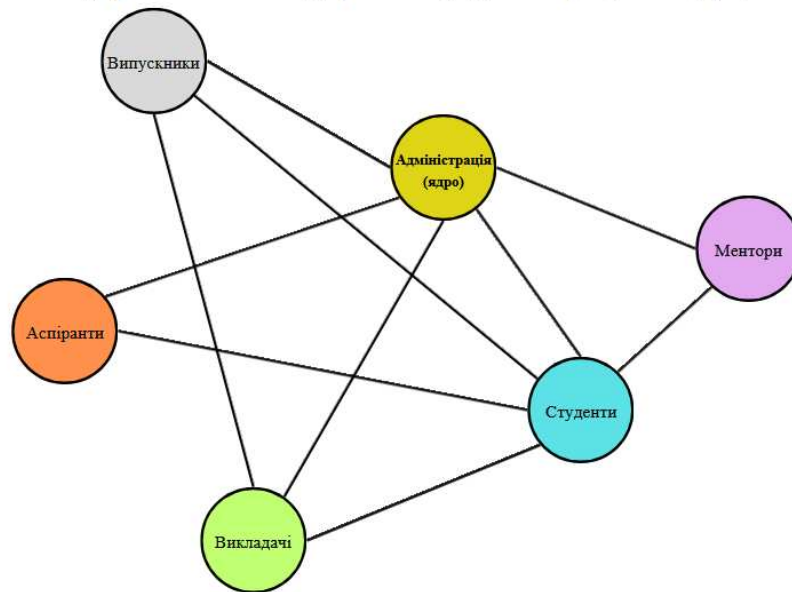 Випускники
Адміністрація
(ядро)
Ментори
Аспіранти
Студенти
Викладачі